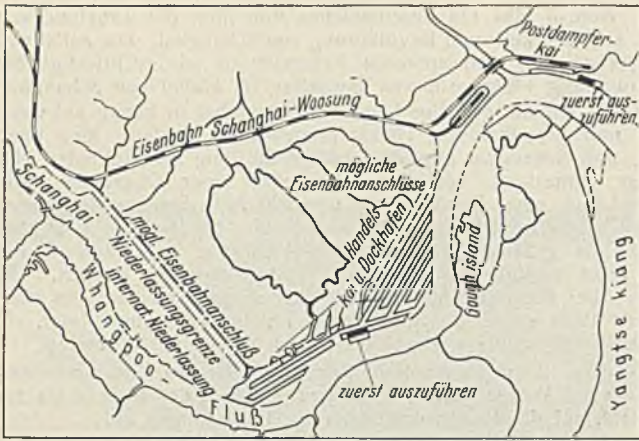 Postdampfer-
kai
zuerst aus-
zuführen
Eisenbahn Schanghai-Woosung
mögliche
Eisenbahnanschlüsse
Schanghai
Handels
kai u. Dockhafen
Gough island
mögl. Eisenbahnanschluß
Niederlassungsgrenze
internat. Niederlassung
Whangpoo-
Fluß
zuerst auszuführen
Yangtse kiang